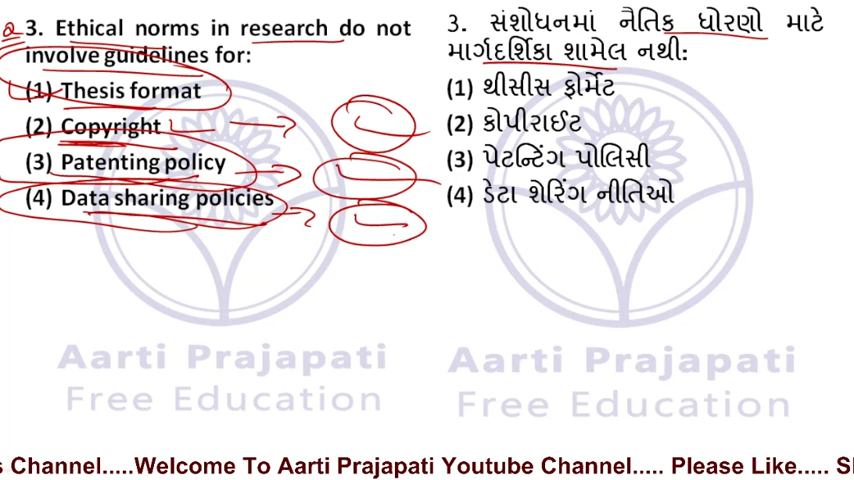 3. Ethical norms in research do not
involve guidelines for:
(1) Thesis format
(2) Copyright
(3) Patenting policy
(4) Data sharing policies
3. સંશોધનમાં નૈતિક ધોરણો માટે
માર્ગદર્શિકા શામેલ નથી:
(1) થીસીસ ફોર્મેટ
(2) કોપીરાઈટ
(3) પેટન્ટિંગ પોલિસી
(4) ડેટા શેરિંગ નીતિઓ
Aarti Prajapati
Free Education
Aarti Prajapati
Free Education
s Channel.....Welcome To Aarti Prajapati Youtube Channel..... Please Like..... S